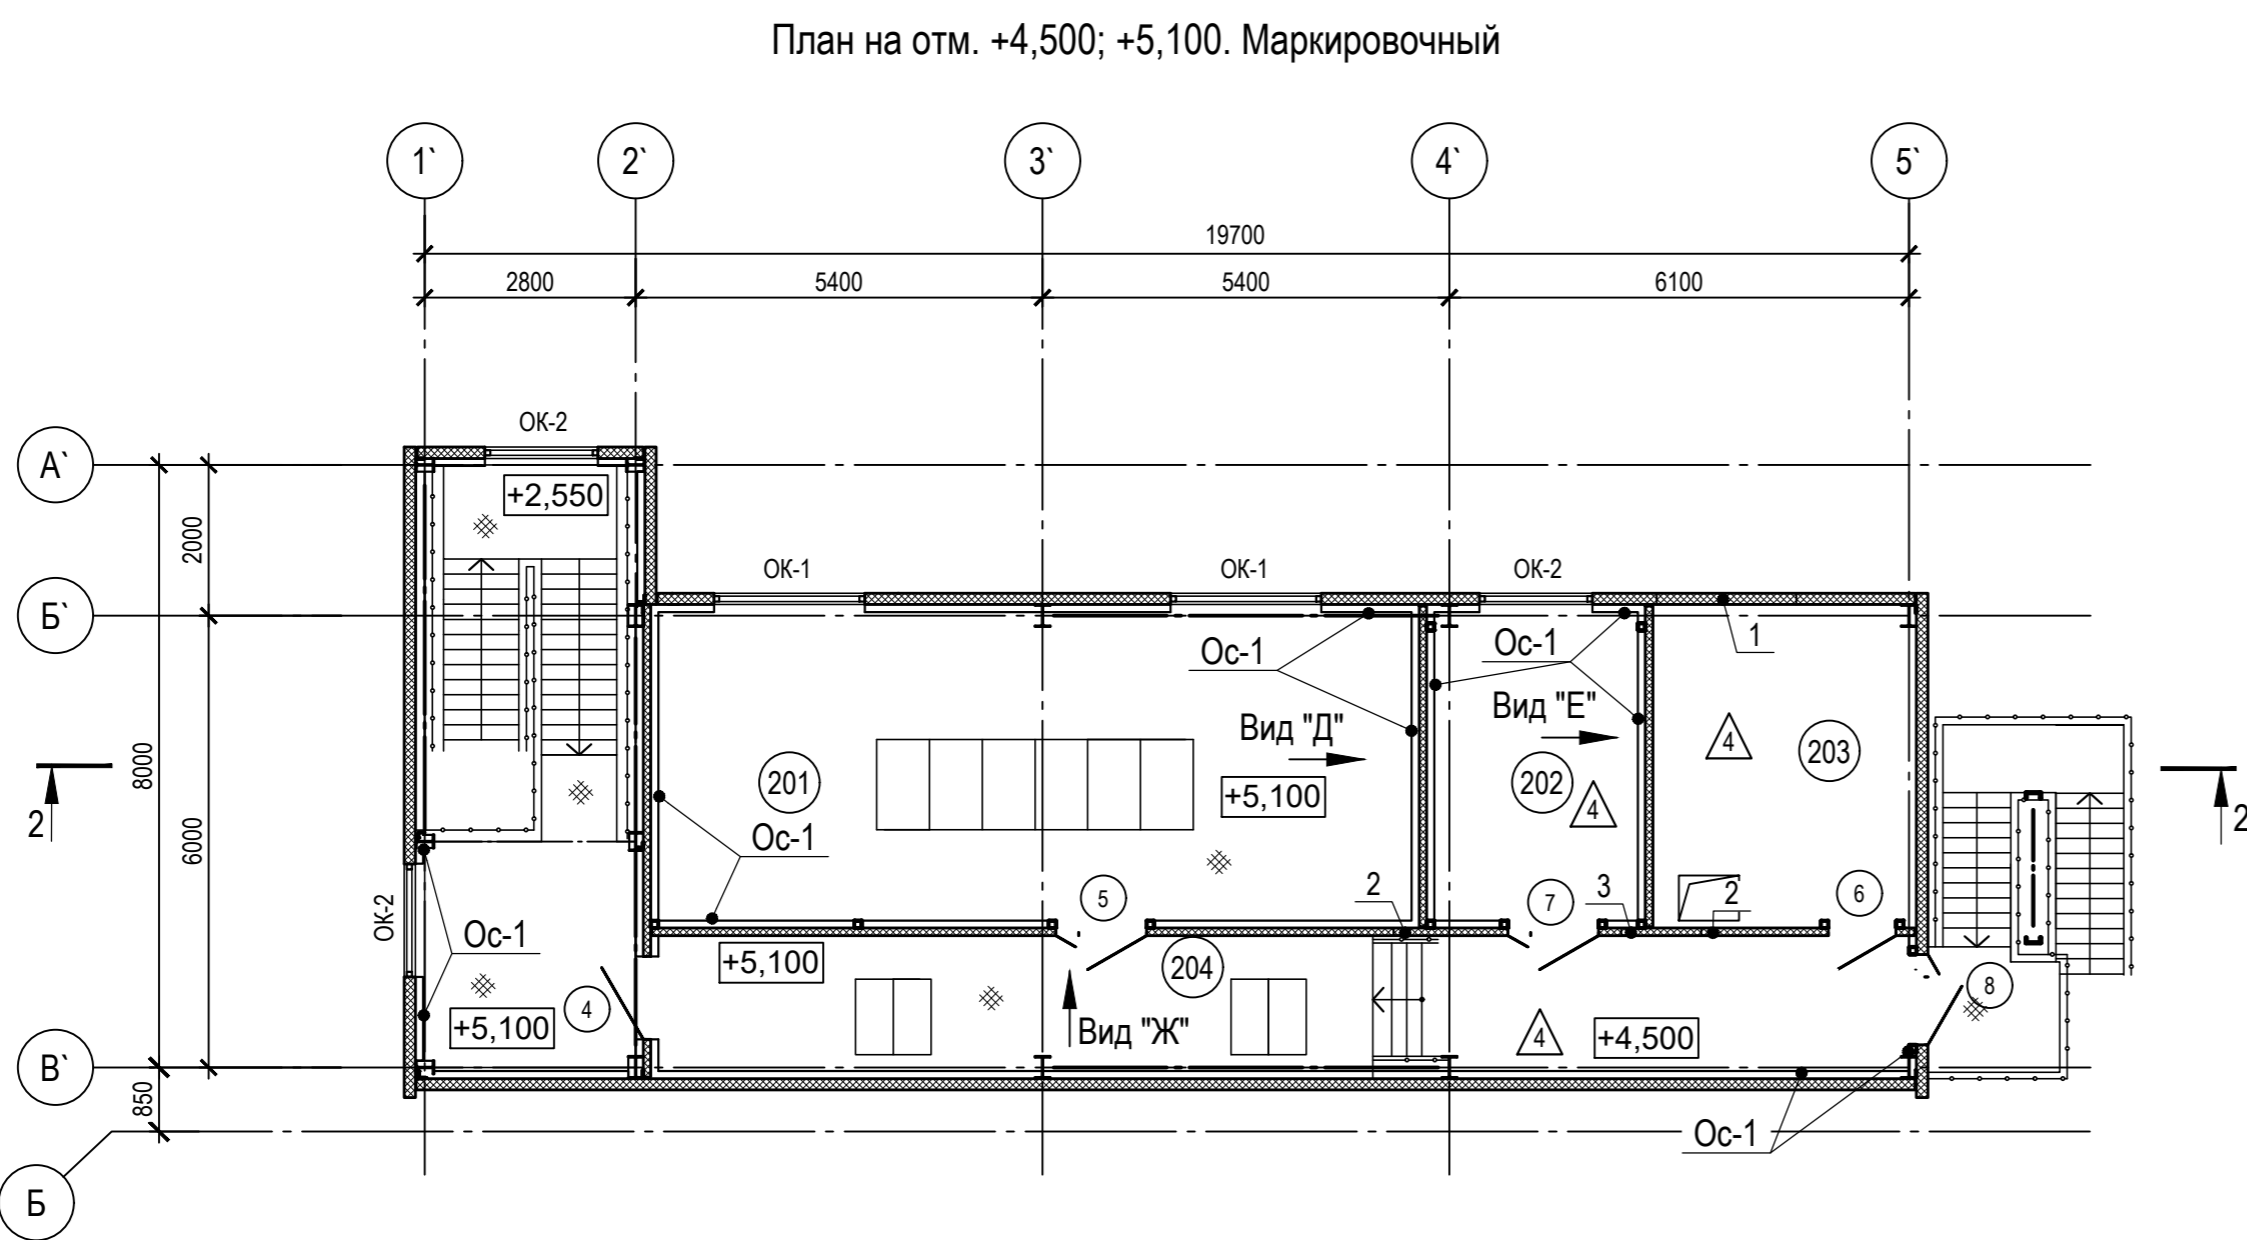 План на отм. +4,500; +5,100. Маркировочный
1` 2` 3` 4` 5`
19700
2800 5400 5400 6100
ОК-2
А`
+2,550
2000
ОК-1 ОК-1 ОК-2
Б`
Ос-1 Ос-1 1
Вид "Д" Вид "Е"
4 203
201 202
8000
+5,100 4
2 2
6000
Ос-1
5 2 7 3 2 6
ОК-2
Ос-1
+5,100 204
8
4
+5,100
Вид "Ж" 4 +4,500
В`
850
Ос-1
Б